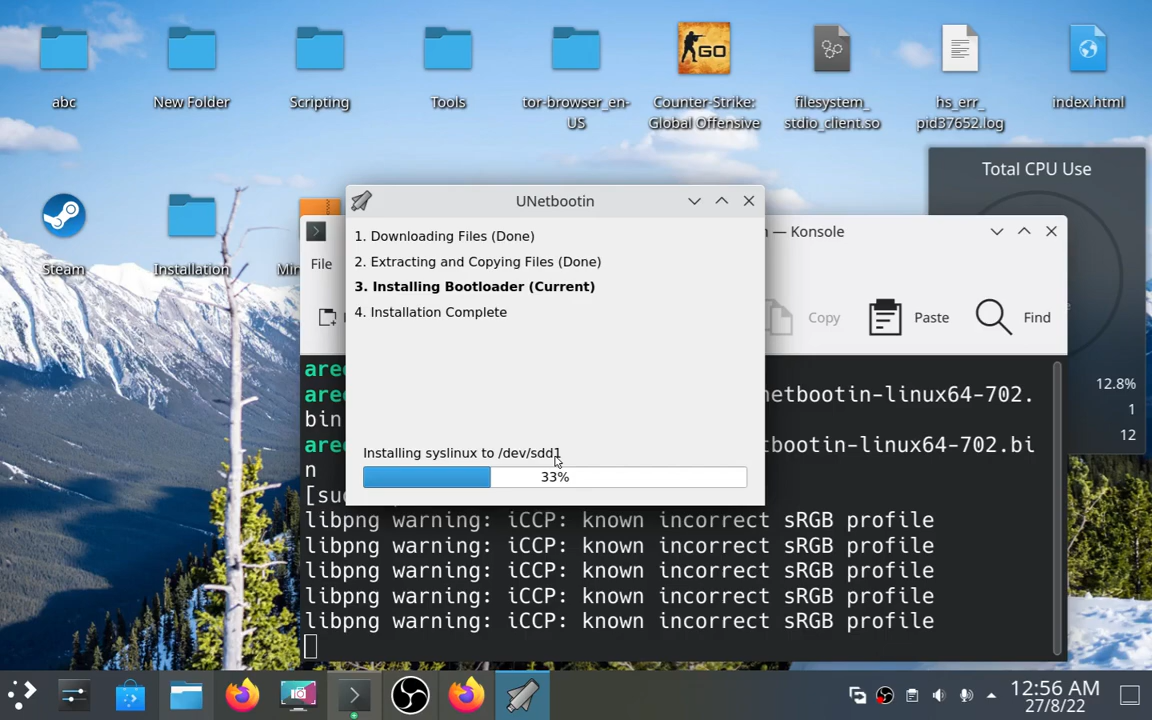 abc
New Folder
Scripting
Tools
tor-browser_en-
US
Counter-Strike:
Global Offensive
filesystem_
stdio_client.so
hs_err_
pid37652.log
index.html
GO
Total CPU Use
12.8%
1
12
Steam
Installation
UNetbootin
1. Downloading Files (Done)
2. Extracting and Copying Files (Done)
3. Installing Bootloader (Current)
4. Installation Complete
Installing syslinux to /dev/sdd1
33%
— Konsole
File
Copy
Paste
Find
netbootin-linux64-702.
bin
tbootin-linux64-702.bi
n
[su
libpng warning: iCCP: known incorrect sRGB profile
libpng warning: iCCP: known incorrect sRGB profile
libpng warning: iCCP: known incorrect sRGB profile
libpng warning: iCCP: known incorrect sRGB profile
libpng warning: iCCP: known incorrect sRGB profile
12:56 AM
27/8/22